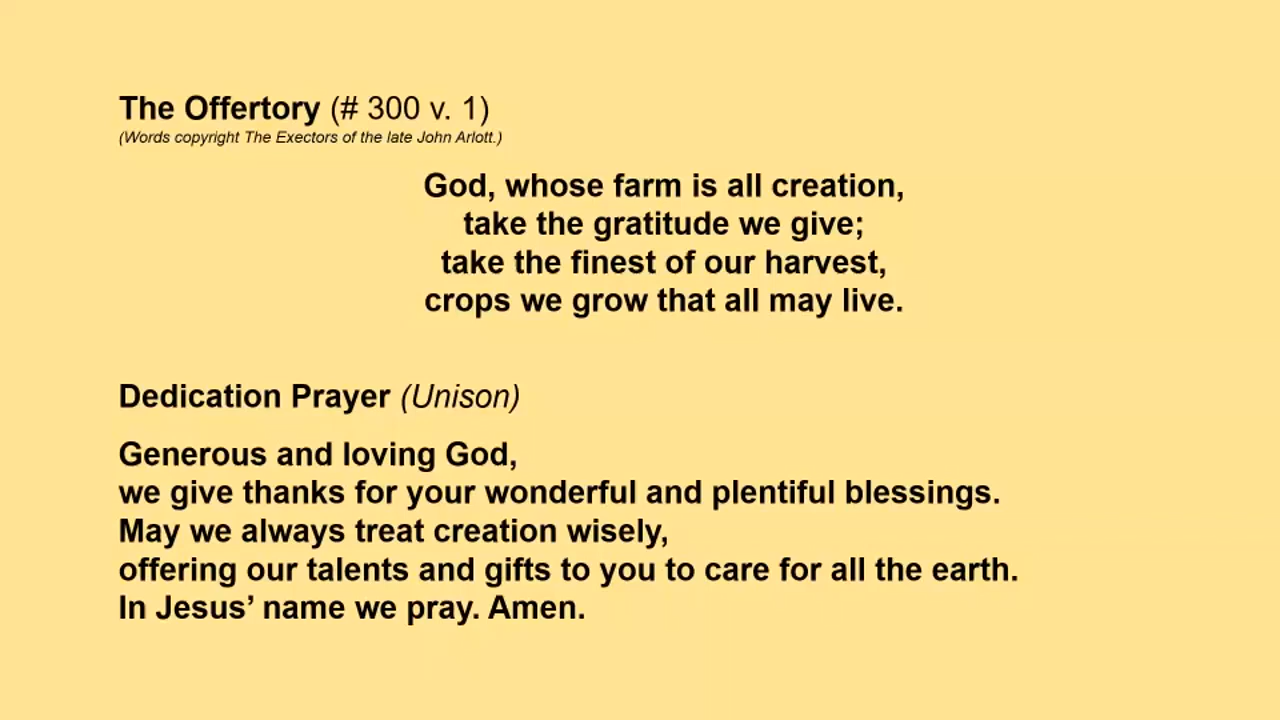 The Offertory (# 300 v. 1)
(Words copyright The Exectors of the late John Arlott.)
God, whose farm is all creation,
take the gratitude we give;
take the finest of our harvest,
crops we grow that all may live.
Dedication Prayer (Unison)
Generous and loving God,
we give thanks for your wonderful and plentiful blessings.
May we always treat creation wisely,
offering our talents and gifts to you to care for all the earth.
In Jesus’ name we pray. Amen.